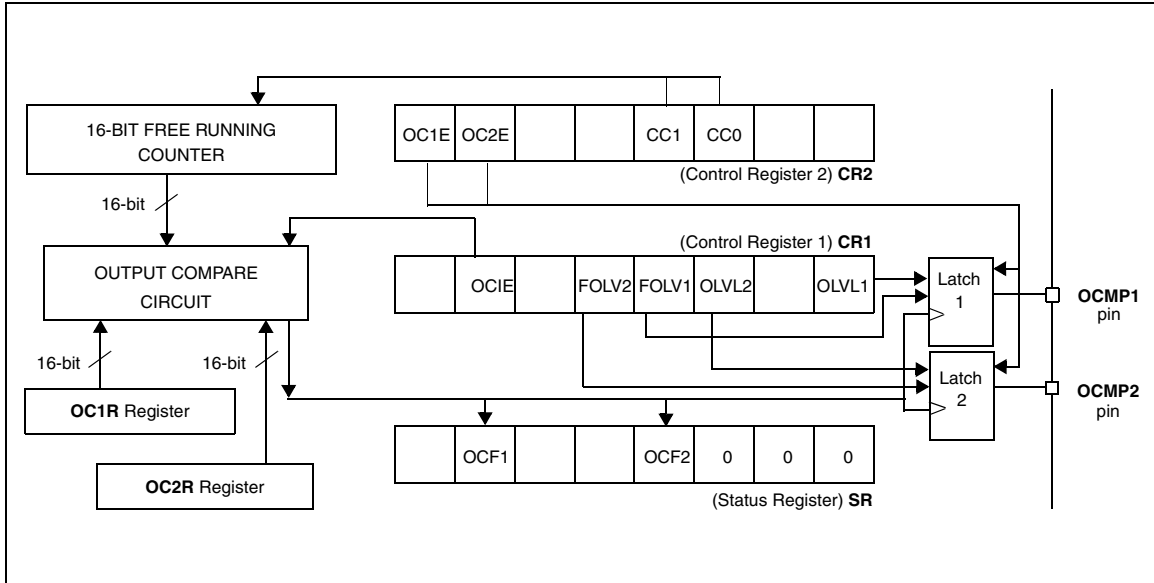 16-BIT FREE RUNNING
COUNTER
OC1E OC2E CC1 CC0
(Control Register 2) CR2
16-bit
(Control Register 1) CR1
OUTPUT COMPARE
CIRCUIT
OCIE FOLV2 FOLV1 OLVL2 OLVL1
Latch
1
OCMP1
pin
16-bit 16-bit
Latch
2
OCMP2
pin
OC1R Register
OCF1 OCF2 0 0 0
OC2R Register
(Status Register) SR